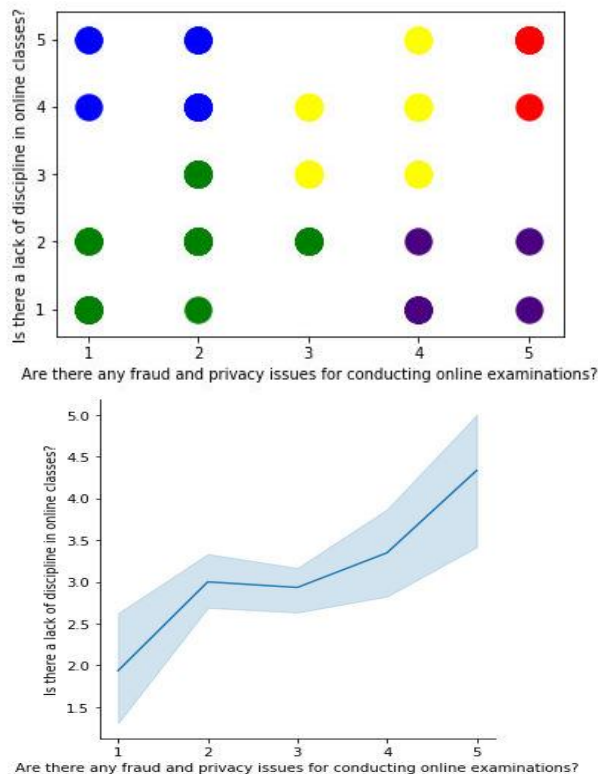 Is there a lack of discipline in online classes?
5
4
3
2
1
1 2 3 4 5
Are there any fraud and privacy issues for conducting online examinations?
Is there a lack of discipline in online classes?
5.0
4.5
4.0
3.5
3.0
2.5
2.0
1.5
1 2 3 4 5
Are there any fraud and privacy issues for conducting online examinations?